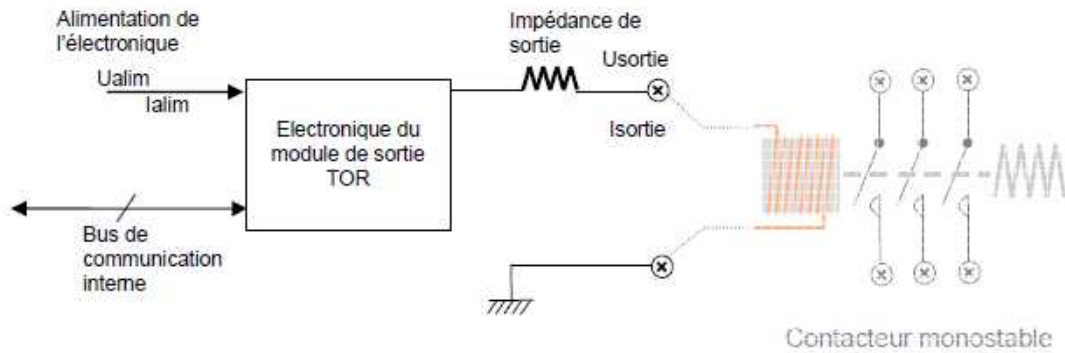 Alimentation de
l'électronique
Ualim
Ialim
Impédance de
sortie
Usortie
Isortie
Electronique du
module de sortie
TOR
Bus de
communication
interne
Contacteur monostable